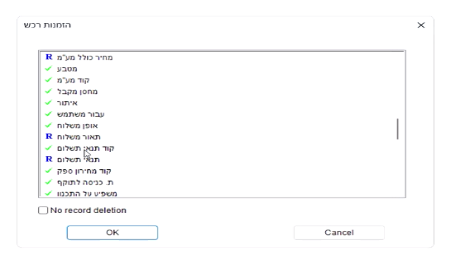 הזמנות רכש
R מחיר כולל מע"מ
✓ מטבע
✓ קוד מע"מ
✓ מחסן מקבל
✓ איתור
✓ עבור משתמש
✓ אופן משלוח
R תאור משלוח
✓ קוד תנאי תשלום
R תנאי תשלום
✓ קוד מחירון ספק
✓ ת. כניסה לתוקף
✓ משפיע על התכנון
No record deletion
OK
Cancel